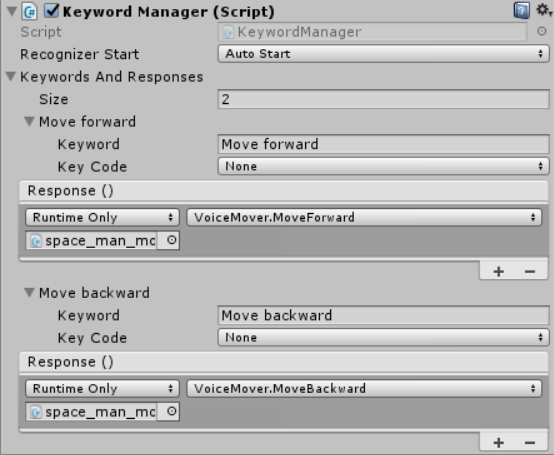 Keyword Manager (Script)
Script KeywordManager
Recognizer Start Auto Start
Keywords And Responses
Size 2
Move forward
Keyword Move forward
Key Code None
Response ()
Runtime Only VoiceMover.MoveForward
space_man_mo
Move backward
Keyword Move backward
Key Code None
Response ()
Runtime Only VoiceMover.MoveBackward
space_man_mo